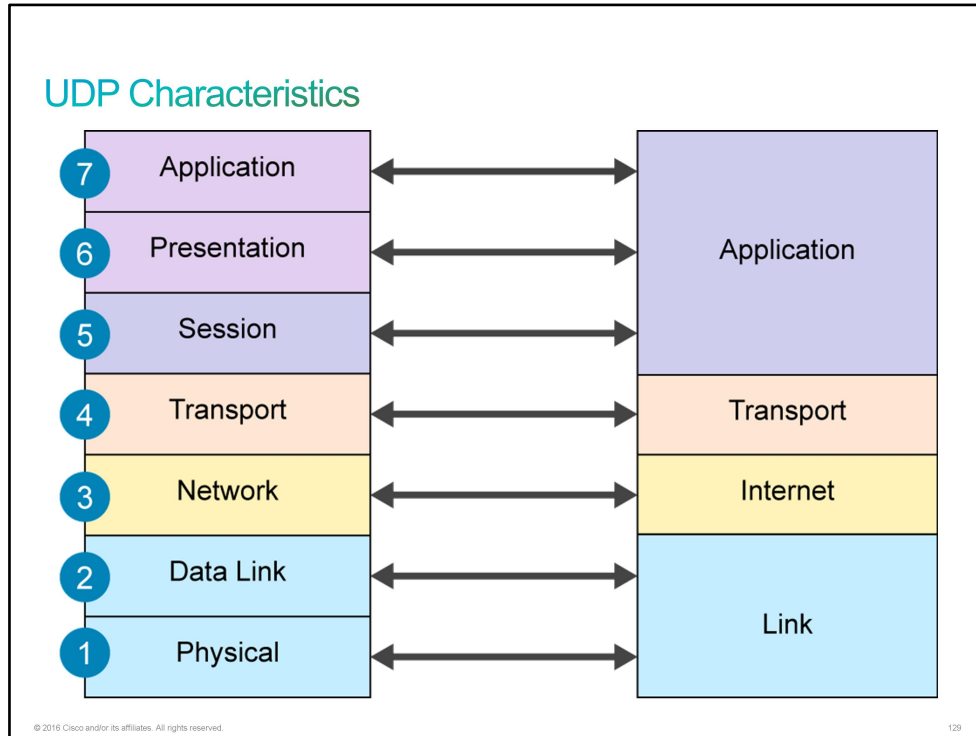 UDP Characteristics
7 Application
6 Presentation
5 Session
4 Transport
3 Network
2 Data Link
1 Physical
Application
Transport
Internet
Link
© 2016 Cisco and/or its affiliates. All rights reserved.
129